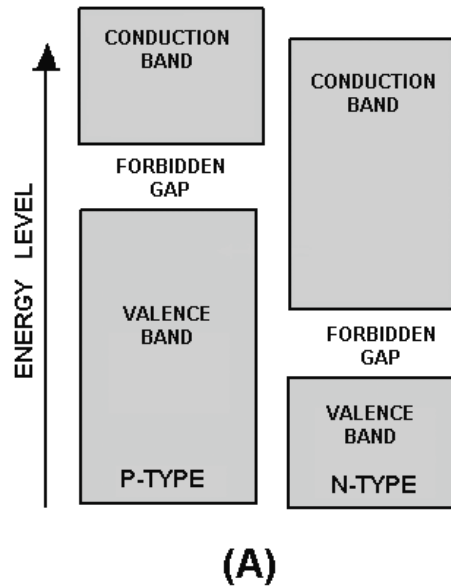 CONDUCTION
BAND
FORBIDDEN
GAP
VALENCE
BAND
P-TYPE
CONDUCTION
BAND
FORBIDDEN
GAP
VALENCE
BAND
N-TYPE
ENERGY LEVEL
(A)